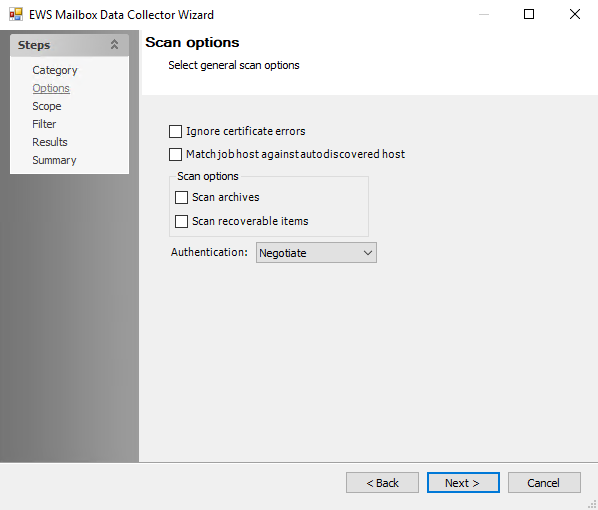 EWS Mailbox Data Collector Wizard
Steps
Category
Options
Scope
Filter
Results
Summary
Scan options
Select general scan options
Ignore certificate errors
Match job host against autodiscovered host
Scan options
Scan archives
Scan recoverable items
Authentication: Negotiate
< Back Next > Cancel